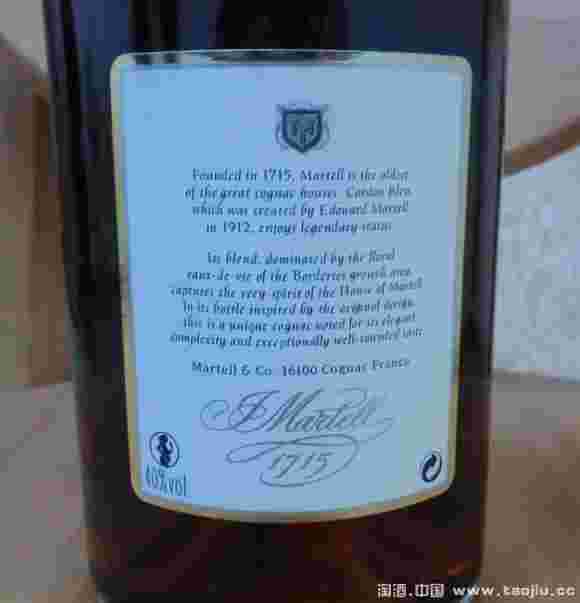 Founded in 1715, Martell is the oldest
of the great cognac houses. Cordon Bleu,
which was created by Edouard Martell
in 1912, enjoys legendary status.
Its blend, dominated by the floral
eaux-de-vie of the Borderies growth area
captures the very spirit of the House of Martell.
In its bottle inspired by the original design,
this is a unique cognac noted for its elegant
complexity and exceptionally well-rounded taste.
Martell & Co. 16100 Cognac France
J Martell
1715
40%vol
淘酒.中国 www.taojiu.cc